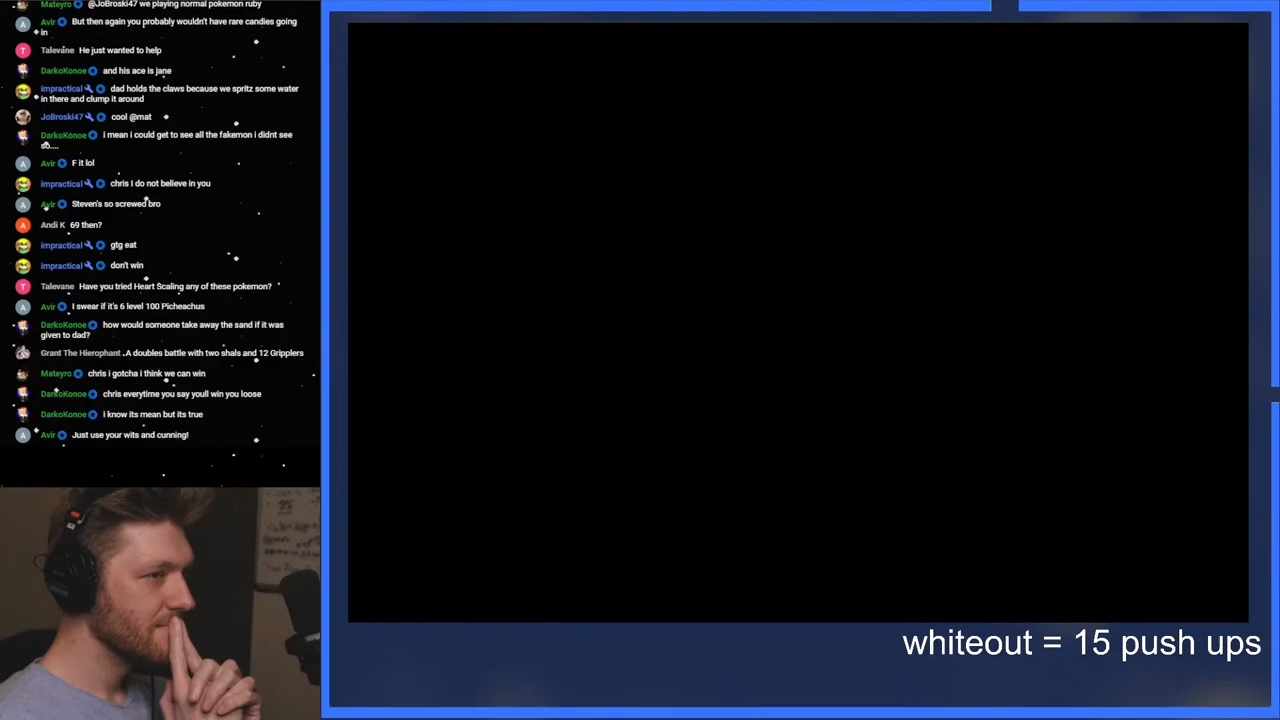 Mateyro @JoBroski47 we playing normal pokemon ruby
A Avir But then again you probably wouldn't have rare candies going
in
T Talevane He just wanted to help
DarkoKonoe and his ace is jane
impractical dad holds the claws because we spritz some water
in there and clump it around
JoBroski47 cool @mat
DarkoKonoe i mean i could get to see all the fakemon i didnt see
so....
A Avir F it lol
impractical chris I do not believe in you
A Avir Steven's so screwed bro
A Andi K 69 then?
impractical gtg eat
impractical don't win
T Talevane Have you tried Heart Scaling any of these pokemon?
A Avir I swear if it's 6 level 100 Picheachus
DarkoKonoe how would someone take away the sand if it was
given to dad?
Grant The Hierophant A doubles battle with two shals and 12 Gripplers
Mateyro chris i gotcha i think we can win
DarkoKonoe chris everytime you say youll win you loose
DarkoKonoe i know its mean but its true
A Avir Just use your wits and cunning!
whiteout = 15 push ups